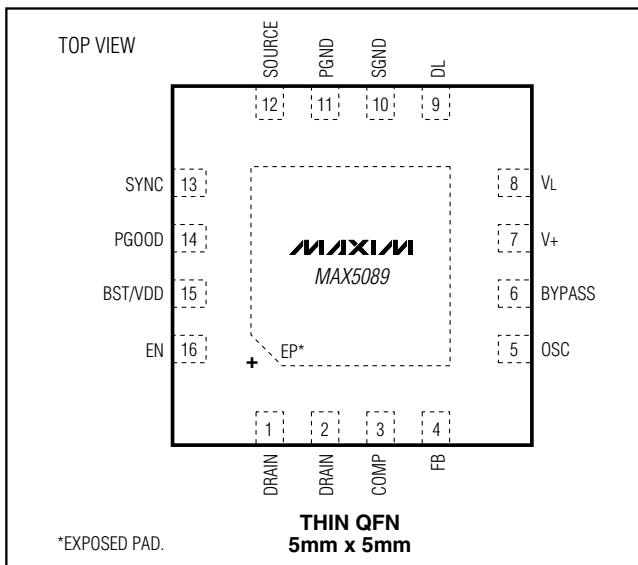 TOP VIEW
SOURCE
PGND
SGND
DL
12
11
10
9
SYNC 13
8 VL
PGOOD 14
7 V+
MAXIM
MAX5089
BST/VDD 15
6 BYPASS
EN 16
5 OSC
+
EP*
1
2
3
4
DRAIN
DRAIN
COMP
FB
*EXPOSED PAD.
THIN QFN
5mm x 5mm